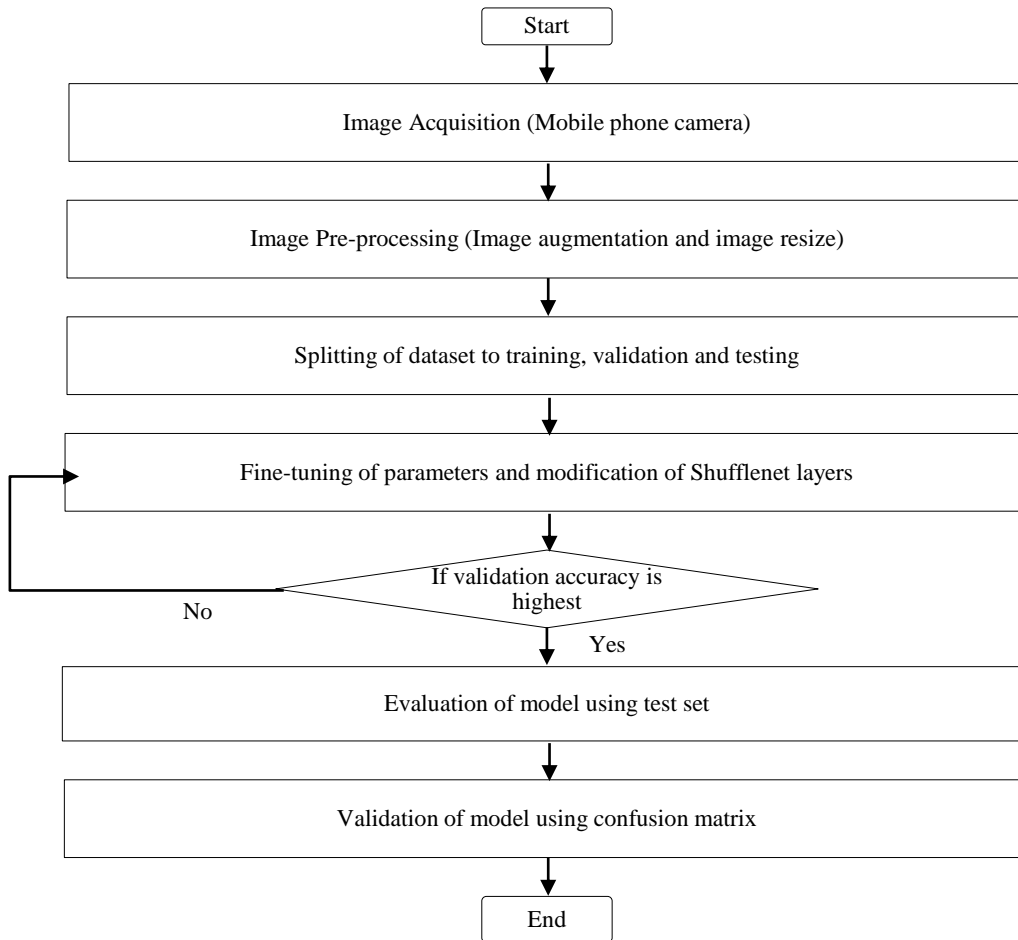 Start
Image Acquisition (Mobile phone camera)
Image Pre-processing (Image augmentation and image resize)
Splitting of dataset to training, validation and testing
Fine-tuning of parameters and modification of Shufflenet layers
If validation accuracy is
highest
No
Yes
Evaluation of model using test set
Validation of model using confusion matrix
End